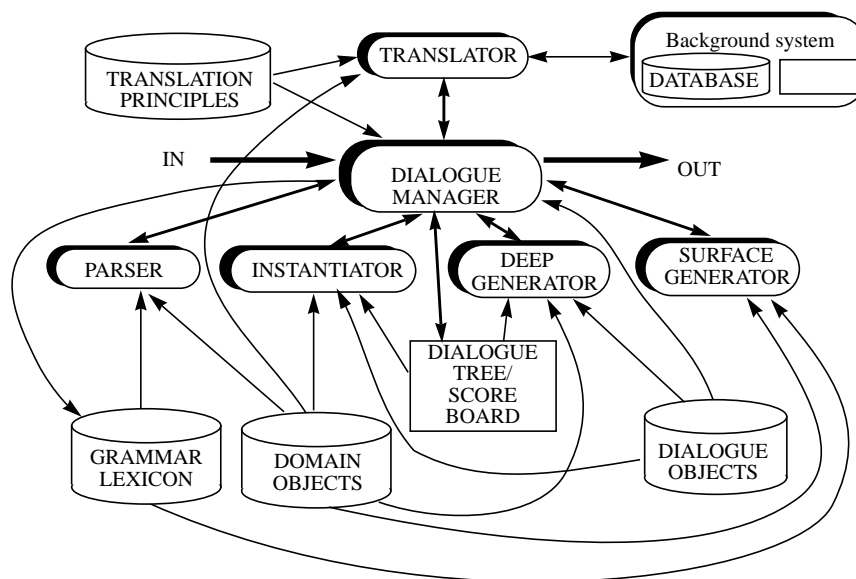 TRANSLATOR
Background system
TRANSLATION
PRINCIPLES
DATABASE
IN
DIALOGUE
MANAGER
OUT
PARSER
INSTANTIATOR
DEEP
GENERATOR
SURFACE
GENERATOR
DIALOGUE
TREE/
SCORE
BOARD
GRAMMAR
LEXICON
DOMAIN
OBJECTS
DIALOGUE
OBJECTS